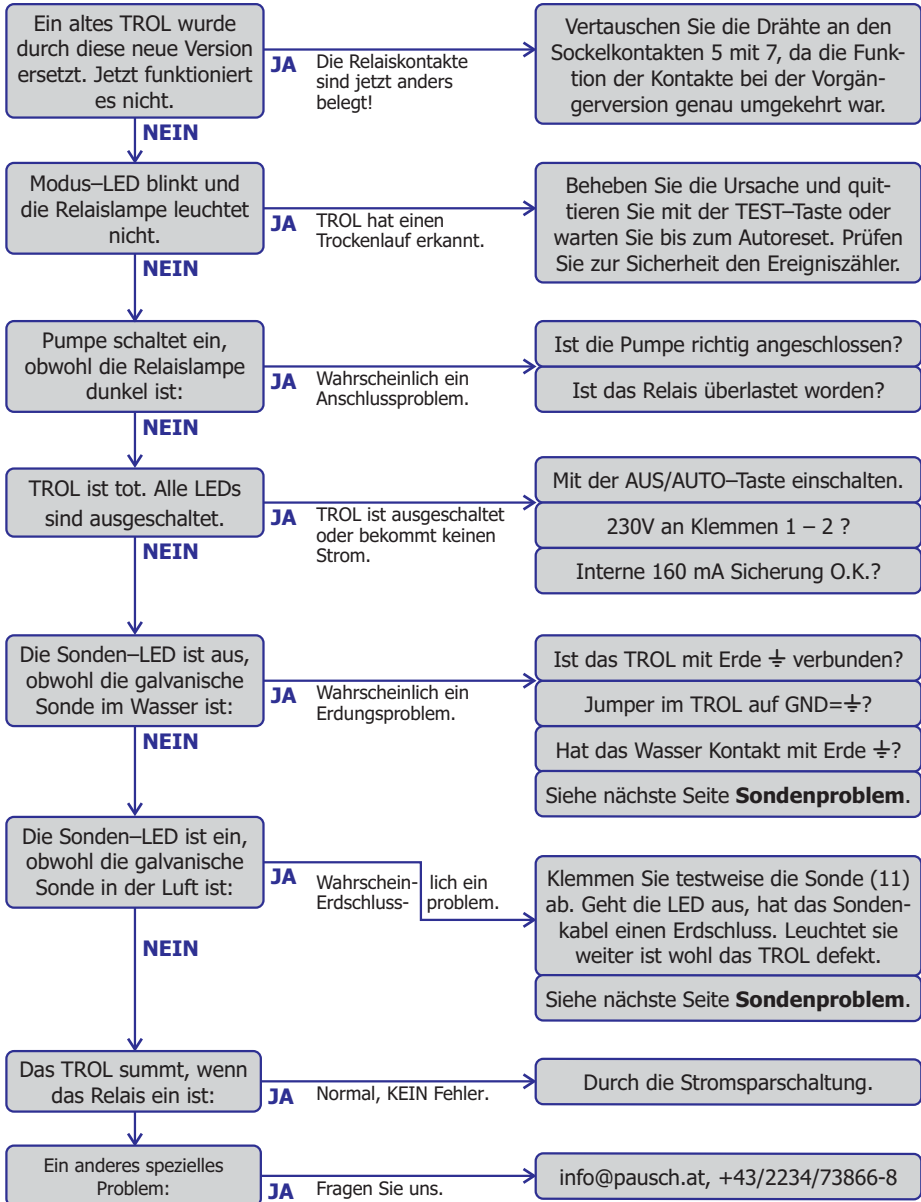 Ein altes TROL wurde
durch diese neue Version
ersetzt. Jetzt funktioniert
es nicht.
JA
Die Relaiskontakte
sind jetzt anders
belegt!
Vertauschen Sie die Drähte an den
Sockelkontakten 5 mit 7, da die Funk-
tion der Kontakte bei der Vorgän-
gerversion genau umgekehrt war.
NEIN
Modus–LED blinkt und
die Relaislampe leuchtet
nicht.
JA
TROL hat einen
Trockenlauf erkannt.
Beheben Sie die Ursache und quit-
tieren Sie mit der TEST–Taste oder
warten Sie bis zum Autoreset. Prüfen
Sie zur Sicherheit den Ereigniszähler.
NEIN
Pumpe schaltet ein,
obwohl die Relaislampe
dunkel ist:
JA
Wahrscheinlich ein
Anschlussproblem.
Ist die Pumpe richtig angeschlossen?
Ist das Relais überlastet worden?
NEIN
TROL ist tot. Alle LEDs
sind ausgeschaltet.
JA
TROL ist ausgeschaltet
oder bekommt keinen
Strom.
Mit der AUS/AUTO–Taste einschalten.
230V an Klemmen 1 – 2 ?
Interne 160 mA Sicherung O.K.?
NEIN
Die Sonden–LED ist aus,
obwohl die galvanische
Sonde im Wasser ist:
JA
Wahrscheinlich ein
Erdungsproblem.
Ist das TROL mit Erde ⏚ verbunden?
Jumper im TROL auf GND=⏚?
Hat das Wasser Kontakt mit Erde ⏚?
Siehe nächste Seite Sondenproblem.
NEIN
Die Sonden–LED ist ein,
obwohl die galvanische
Sonde in der Luft ist:
JA
Wahrschein- lich ein
Erdschluss- problem.
Klemmen Sie testweise die Sonde (11)
ab. Geht die LED aus, hat das Sonden-
kabel einen Erdschluss. Leuchtet sie
weiter ist wohl das TROL defekt.
Siehe nächste Seite Sondenproblem.
NEIN
Das TROL summt, wenn
das Relais ein ist:
JA
Normal, KEIN Fehler.
Durch die Stromsparschaltung.
Ein anderes spezielles
Problem:
JA
Fragen Sie uns.
info@pausch.at, +43/2234/73866-8